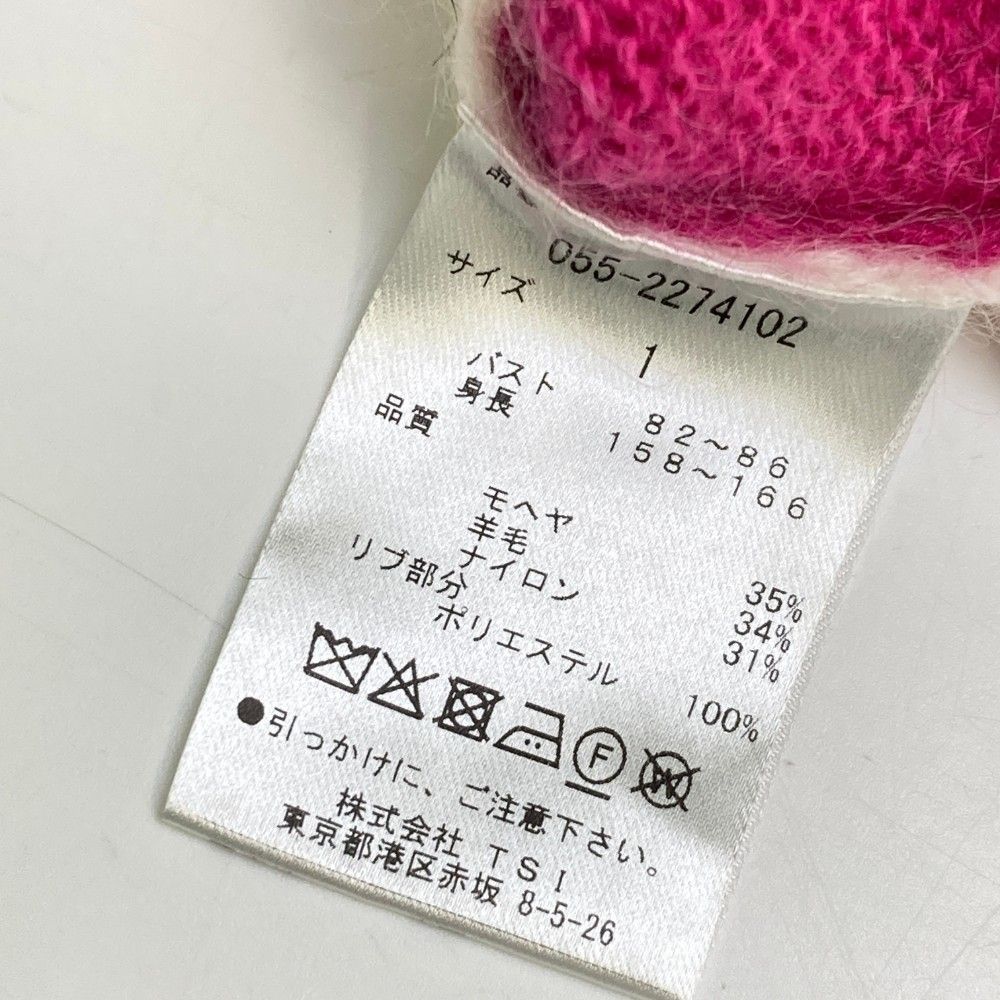 055-2274102
サイズ 1
バスト 82～86
身長 158～166
品質
モヘヤ 35%
羊毛 34%
ナイロン 31%
リブ部分
ポリエステル 100%
F W
●引っかけに、ご注意下さい。
株式会社 TSI
東京都港区赤坂 8-5-26